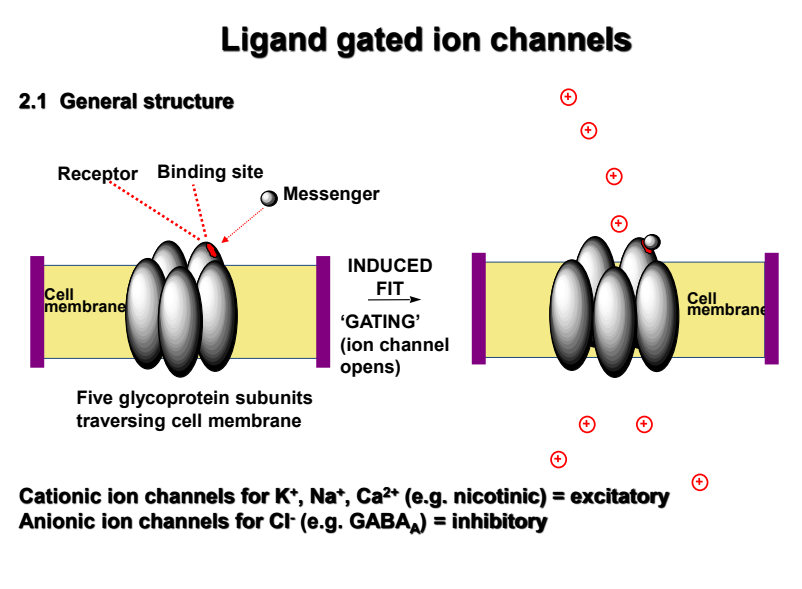 Ligand gated ion channels
2.1 General structure
Receptor
Binding site
Messenger
Cell
membrane
INDUCED
FIT
‘GATING’
(ion channel
opens)
Cell
membrane
Five glycoprotein subunits
traversing cell membrane
+
+
+
+
+
+
+
+
Cationic ion channels for K⁺, Na⁺, Ca²⁺ (e.g. nicotinic) = excitatory
Anionic ion channels for Cl⁻ (e.g. GABA_A) = inhibitory